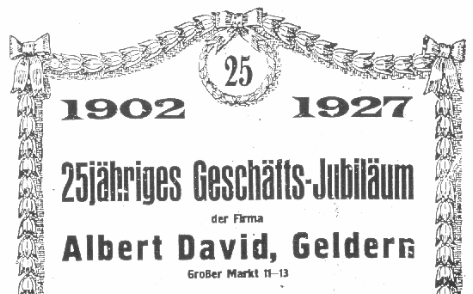 25
1902 1927
25jähriges Geschäfts-Jubiläum
der Firma
Albert David, Geldern
Großer Markt 11-13